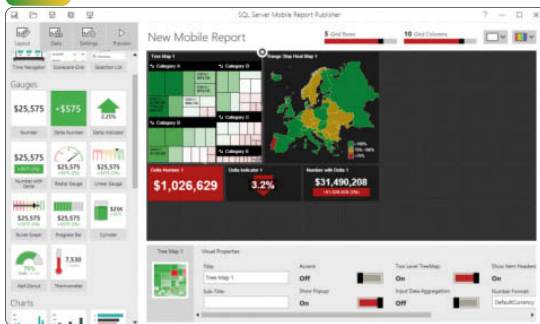 SQL Server Mobile Report Publisher
Layout Data Settings Preview
New Mobile Report
5 Grid Rows
10 Grid Columns
Time Navigator Scorecard Grid Selection List
Gauges
$25,575 +$575 2.25%
Number Delta Number Delta Indicator
$25,575 $25,575 $25,575
Number with Delta Radial Gauge Linear Gauge
$25,575 $25,575 $25K
Bullet Graph Progress Bar Cylinder
75% 7,530
Half-Donut Thermometer
Charts
Tree Map 1
Category A Category D
Category B
Range Stop Heat Map 1
Delta Number 1
$1,026,629
Delta Indicator 1
3.2%
Number with Delta 1
$31,490,208
Tree Map 1
Visual Properties
Title
Tree Map 1
Sub-Title:
Accent
Off
Show Popup:
On
Two Level TreeMap:
On
Input Data Aggregation
Off
Show Item Headers
On
Number Format
DefaultCurrency